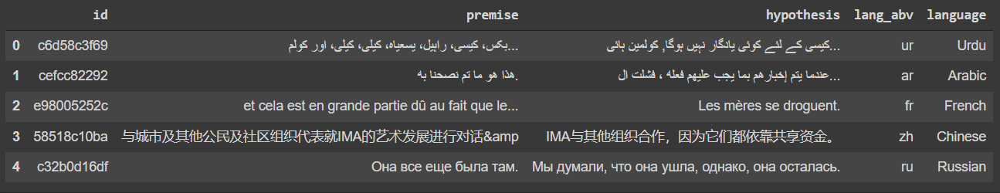 id premise hypothesis lang_abv language
0 c6d58c3f69 بکس، کیسی، راہیل، یسعیاہ، کیلی، کیلی، اور کولم... کیسی کے لئے کوئی یادگار نہیں ہوگا, کولمین ہائی... ur Urdu
1 cefcc82292 هذا هو ما تم نصحنا به. عندما يتم إخبارهم بما يجب عليهم فعله ، فشلت ال... ar Arabic
2 e98005252c et cela est en grande partie dû au fait que le... Les mères se droguent. fr French
3 58518c10ba 与城市及其他公民及社区组织代表就IMA的艺术发展进行对话&amp IMA与其他组织合作，因为它们都依靠共享资金。 zh Chinese
4 c32b0d16df Она все еще была там. Мы думали, что она ушла, однако, она осталась. ru Russian